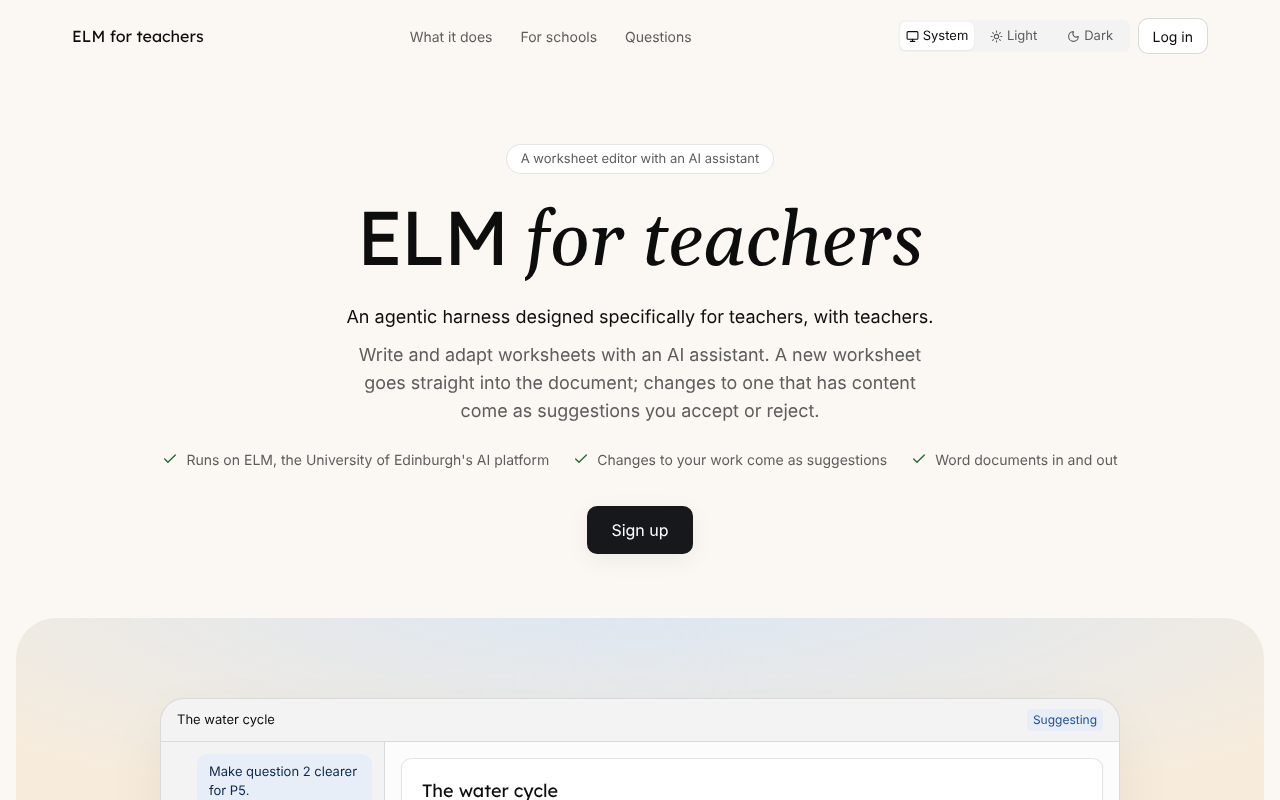 ELM for teachers
What it does
For schools
Questions
System
Light
Dark
Log in
A worksheet editor with an AI assistant
ELM for teachers
An agentic harness designed specifically for teachers, with teachers.
Write and adapt worksheets with an AI assistant. A new worksheet
goes straight into the document; changes to one that has content
come as suggestions you accept or reject.
Runs on ELM, the University of Edinburgh's AI platform
Changes to your work come as suggestions
Word documents in and out
Sign up
The water cycle
Suggesting
Make question 2 clearer
for P5.
The water cycle